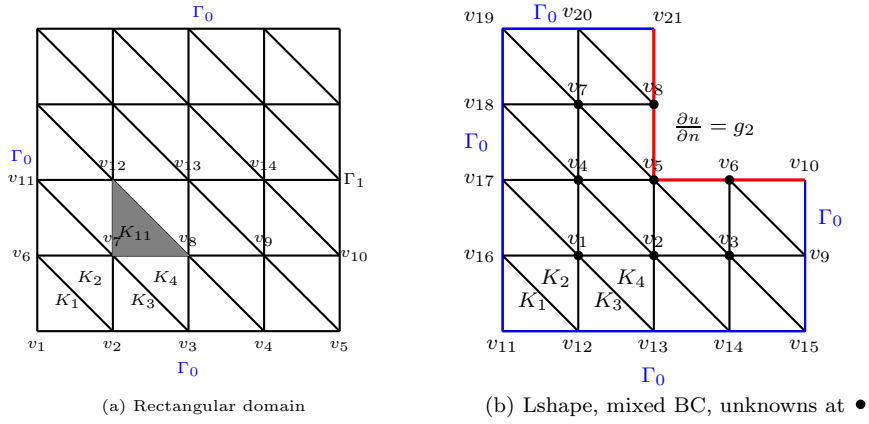 Γ₀
v₁₂ v₁₃ v₁₄
Γ₀
v₁₁ Γ₁
K₁₁
v₇ v₈ v₉
v₆ v₁₀
K₂ K₄
K₁ K₃
v₁ v₂ v₃ v₄ v₅
Γ₀
(a) Rectangular domain
v₁₉ Γ₀ v₂₀ v₂₁
v₇ v₈
v₁₈
∂u/∂n = g₂
Γ₀
v₄ v₅ v₆ v₁₀
v₁₇
Γ₀
v₁ v₂ v₃
v₁₆ v₉
K₂ K₄
K₁ K₃
v₁₁ v₁₂ v₁₃ v₁₄ v₁₅
Γ₀
(b) Lshape, mixed BC, unknowns at •